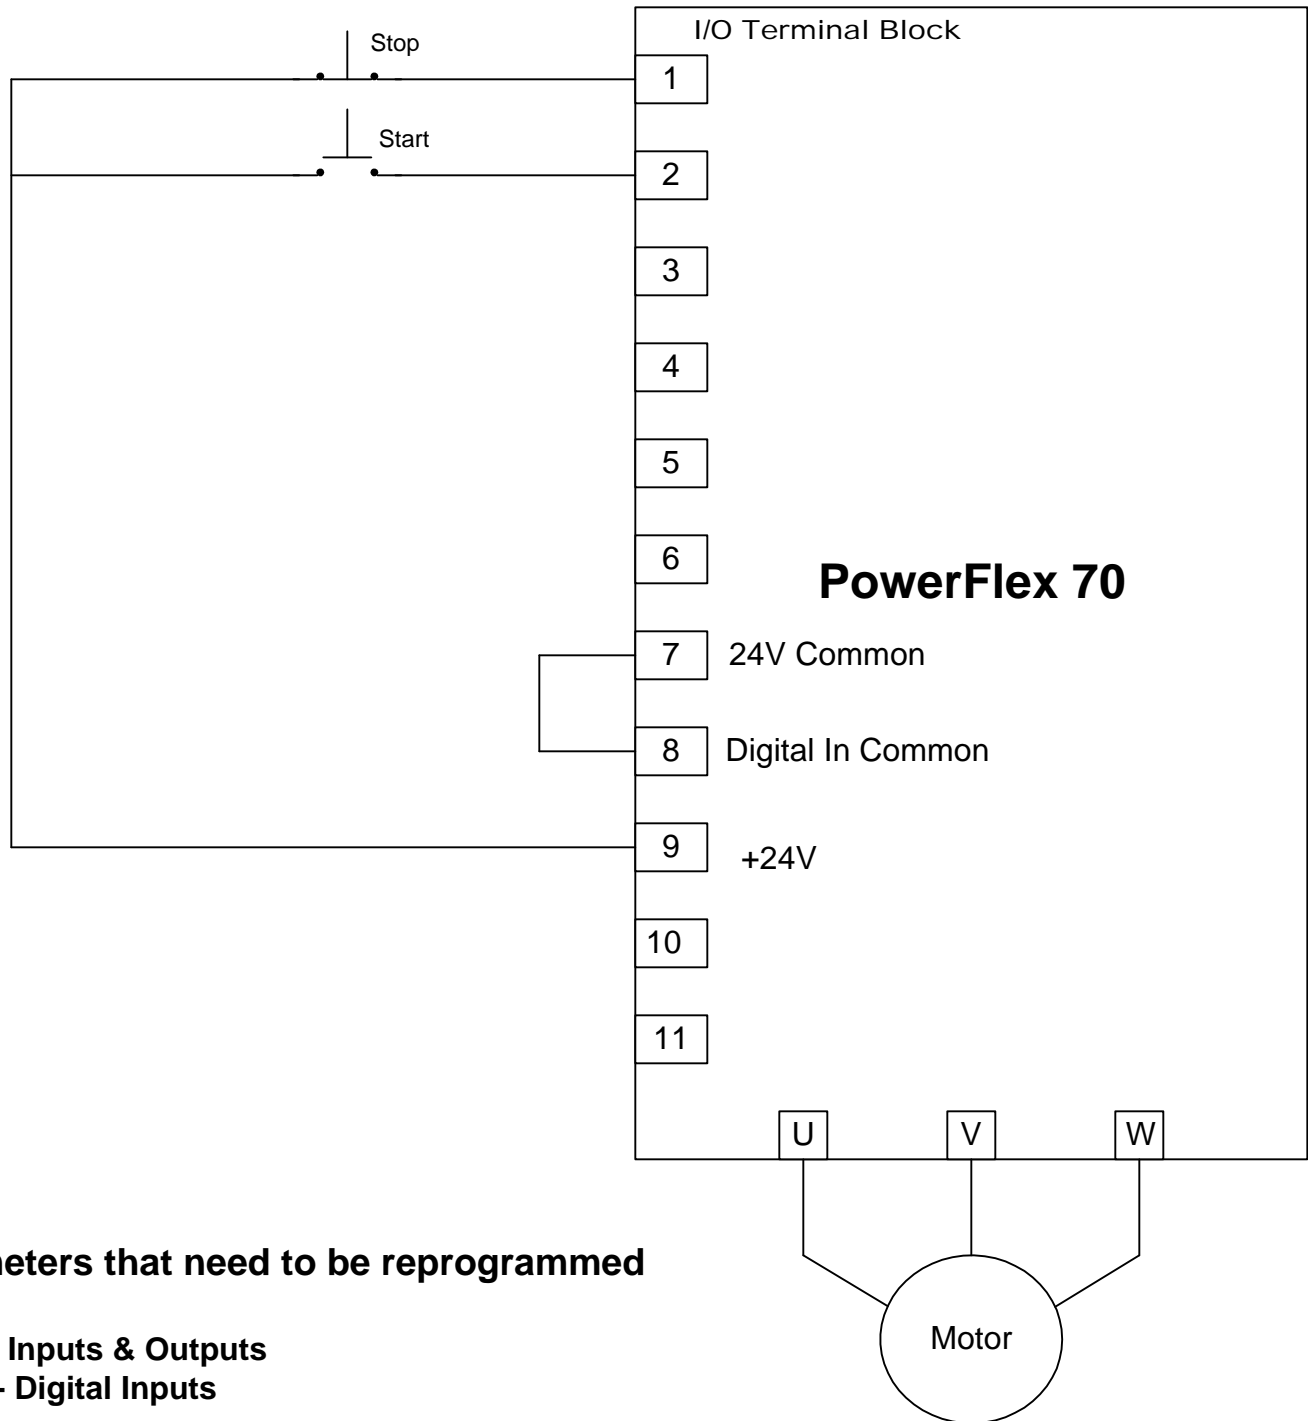 I/O Terminal Block
Stop
1
Start
2
3
4
5
6
PowerFlex 70
7 24V Common
8 Digital In Common
9 +24V
10
11
U V W
Motor
eters that need to be reprogrammed
Inputs & Outputs
- Digital Inputs